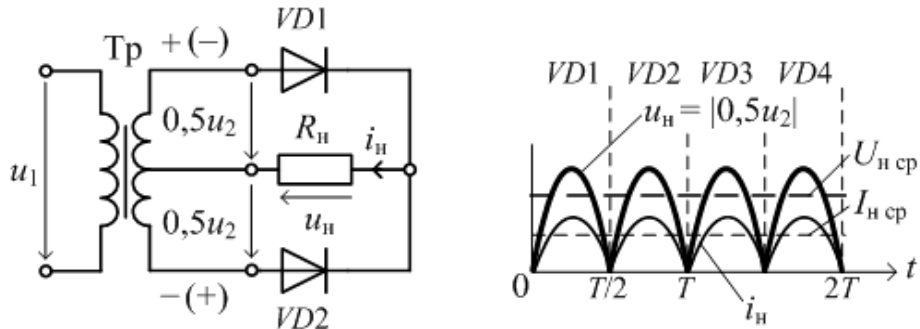 VD1
Тр
+ (−)
0,5u₂
Rн
iн
u₁
uн
0,5u₂
− (+)
VD2
VD1 VD2 VD3 VD4
uн = |0,5u₂|
Uн ср
Iн ср
0 T/2 T 2T t
iн